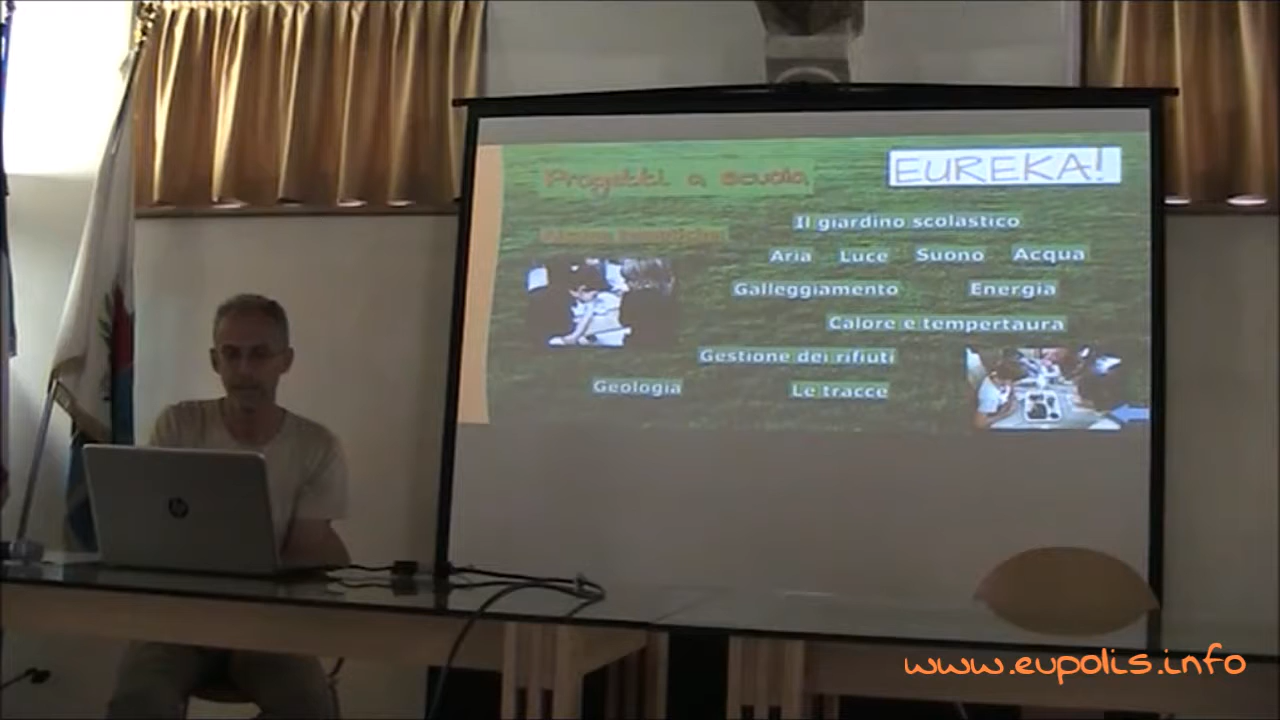 Progetti a scuola
EUREKA!
Il giardino scolastico
Aria Luce Suono Acqua
Galleggiamento Energia
Calore e tempertaura
Gestione dei rifiuti
Geologia Le tracce
hp
www.eupolis.info